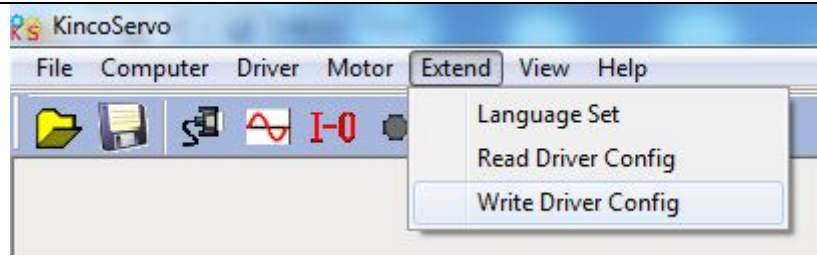 KincoServo
File Computer Driver Motor Extend View Help
I-0
Language Set
Read Driver Config
Write Driver Config